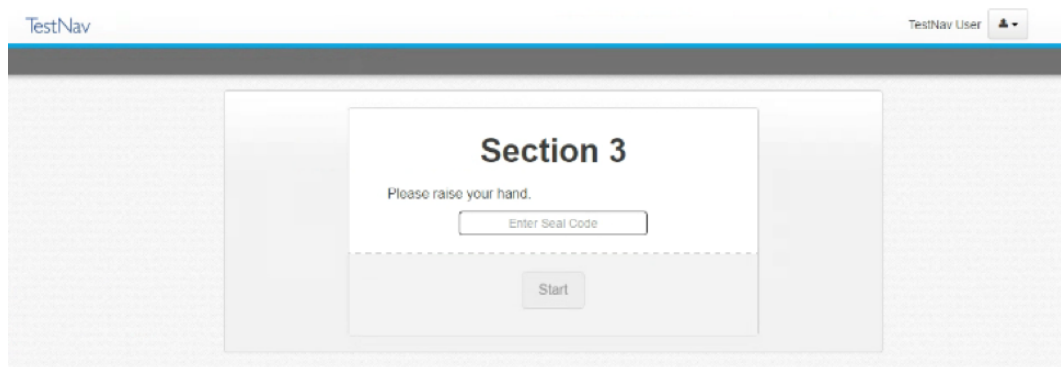 TestNav
TestNav User
Section 3
Please raise your hand.
Enter Seal Code
Start